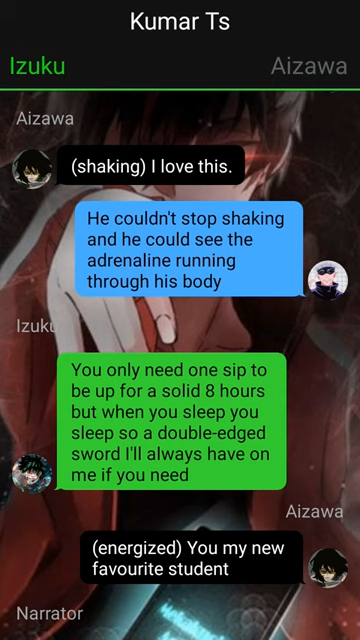 Kumar Ts
Izuku
Aizawa
Aizawa
(shaking) I love this.
He couldn't stop shaking
and he could see the
adrenaline running
through his body
Izuku
You only need one sip to
be up for a solid 8 hours
but when you sleep you
sleep so a double-edged
sword I'll always have on
me if you need
Aizawa
(energized) You my new
favourite student
Narrator